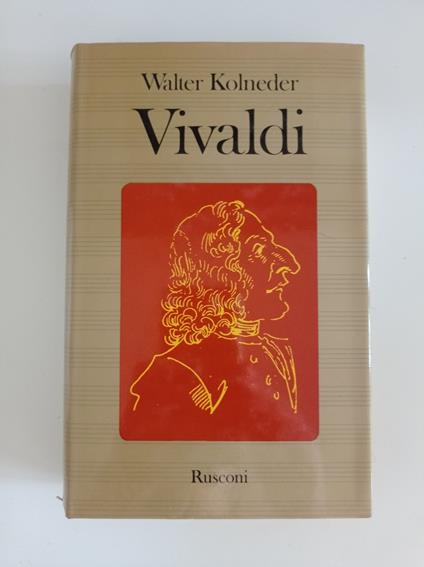 Walter Kolneder
Vivaldi
Rusconi